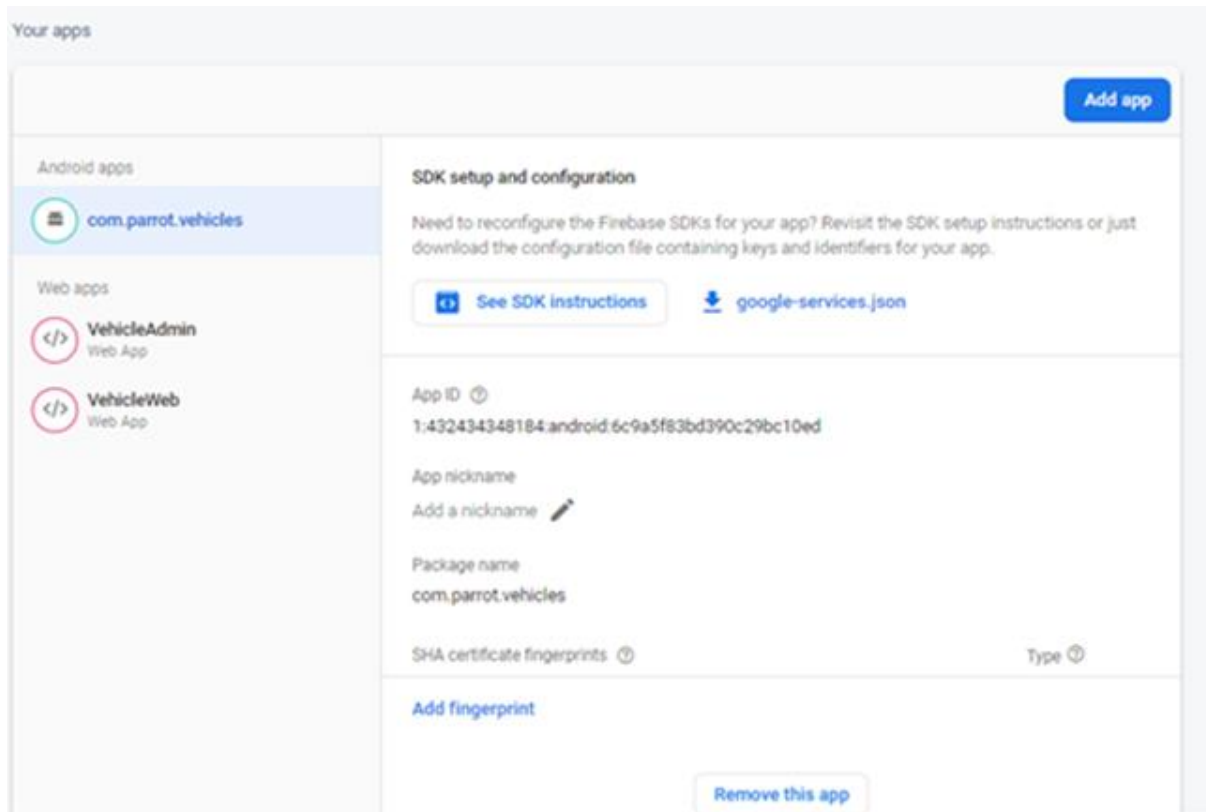 Your apps
Add app
Android apps
com.parrot.vehicles
Web apps
</> VehicleAdmin
Web App
</> VehicleWeb
Web App
SDK setup and configuration
Need to reconfigure the Firebase SDKs for your app? Revisit the SDK setup instructions or just
download the configuration file containing keys and identifiers for your app.
See SDK instructions
google-services.json
App ID
1:432434348184:android:6c9a5f83bd390c29bc10ed
App nickname
Add a nickname
Package name
com.parrot.vehicles
SHA certificate fingerprints
Type
Add fingerprint
Remove this app